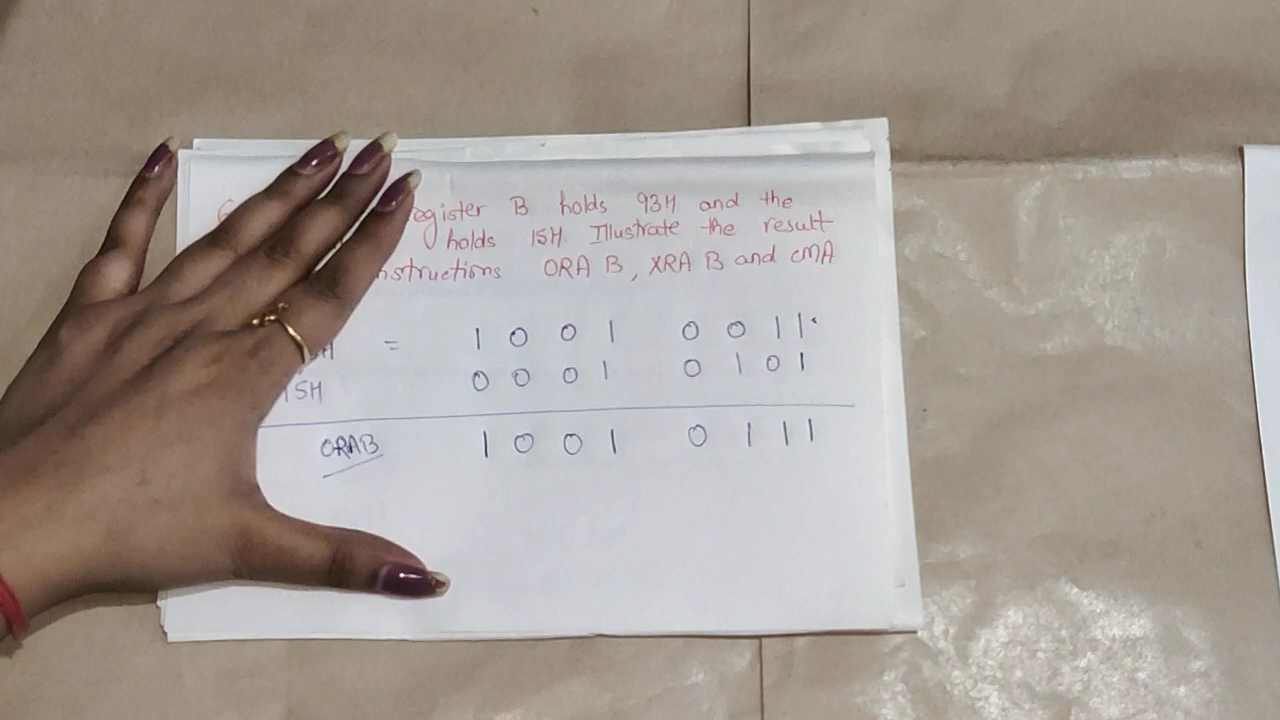 register B holds 93H and the
holds 15H. Illustrate the result
instructions ORA B, XRA B and CMA
= 1 0 0 1 0 0 1 1
15H 0 0 0 1 0 1 0 1
ORAB 1 0 0 1 0 1 1 1